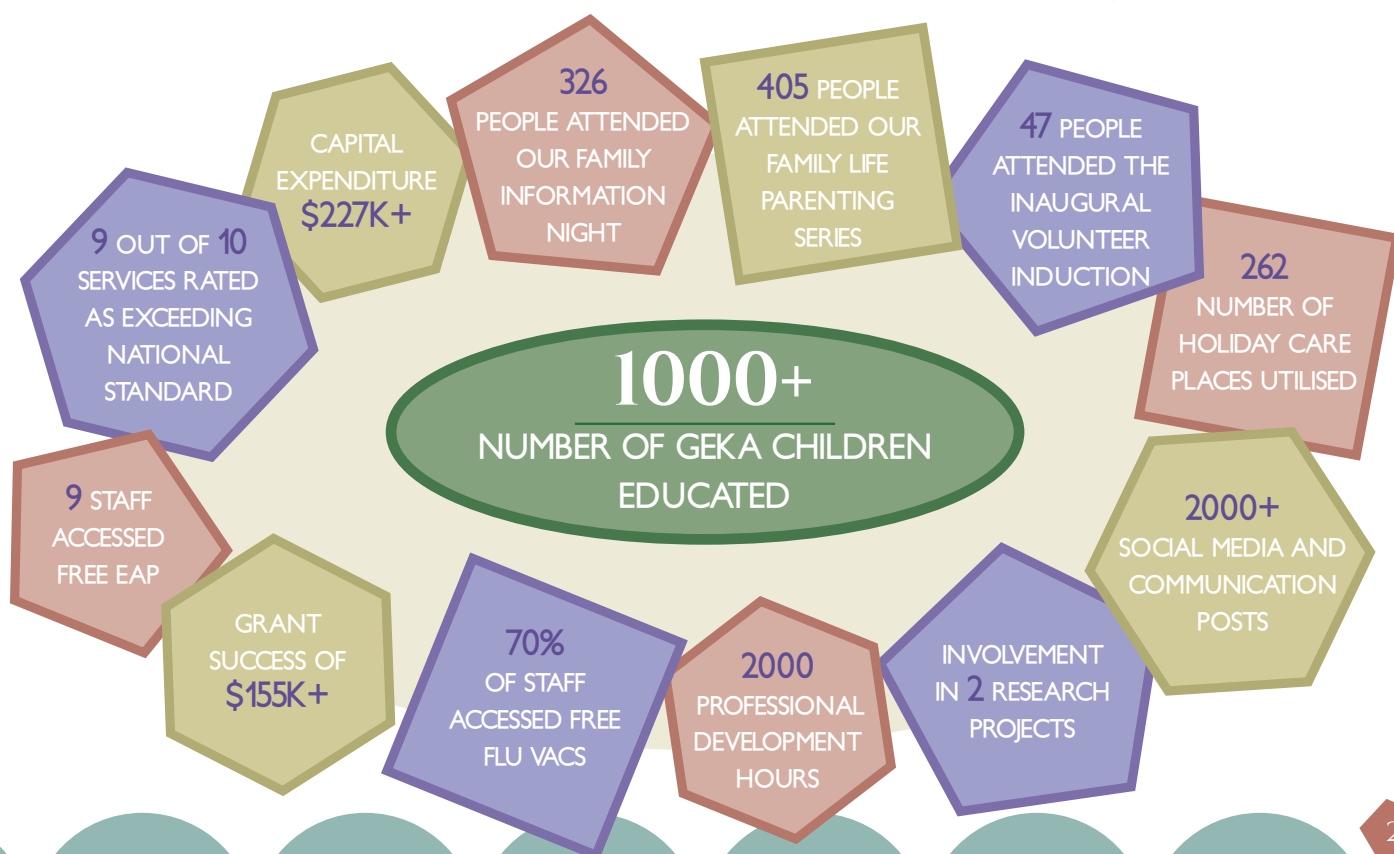 326
PEOPLE ATTENDED
OUR FAMILY
INFORMATION
NIGHT
405 PEOPLE
ATTENDED OUR
FAMILY LIFE
PARENTING
SERIES
47 PEOPLE
ATTENDED THE
INAUGURAL
VOLUNTEER
INDUCTION
CAPITAL
EXPENDITURE
$227K+
9 OUT OF 10
SERVICES RATED
AS EXCEEDING
NATIONAL
STANDARD
262
NUMBER OF
HOLIDAY CARE
PLACES UTILISED
1000+
NUMBER OF GEKA CHILDREN
EDUCATED
9 STAFF
ACCESSED
FREE EAP
2000+
SOCIAL MEDIA AND
COMMUNICATION
POSTS
GRANT
SUCCESS OF
$155K+
70%
OF STAFF
ACCESSED FREE
FLU VACS
2000
PROFESSIONAL
DEVELOPMENT
HOURS
INVOLVEMENT
IN 2 RESEARCH
PROJECTS